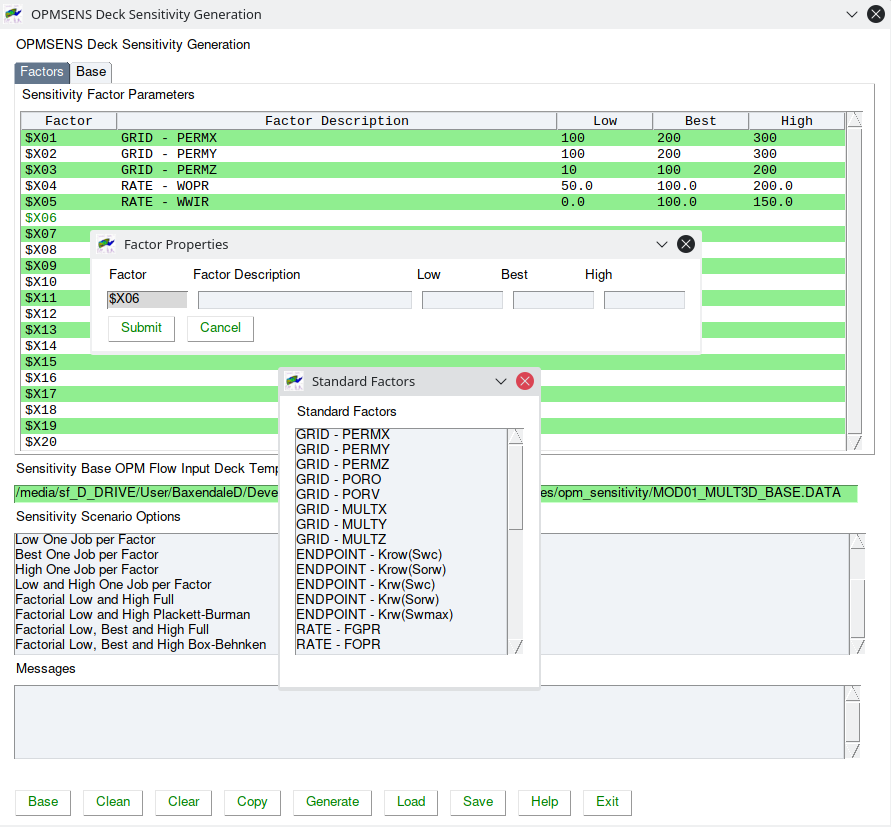 OPMSENS Deck Sensitivity Generation
OPMSENS Deck Sensitivity Generation
Factors Base
Sensitivity Factor Parameters
Factor Factor Description Low Best High
$X01 GRID - PERMX 100 200 300
$X02 GRID - PERMY 100 200 300
$X03 GRID - PERMZ 10 100 200
$X04 RATE - WOPR 50.0 100.0 200.0
$X05 RATE - WWIR 0.0 100.0 150.0
$X06
$X07
$X08
$X09
$X10
$X11
$X12
$X13
$X14
$X15
$X16
$X17
$X18
$X19
$X20
Factor Properties
Factor Factor Description Low Best High
$X06
Submit Cancel
Standard Factors
Standard Factors
GRID - PERMX
GRID - PERMY
GRID - PERMZ
GRID - PORO
GRID - PORV
GRID - MULTX
GRID - MULTY
GRID - MULTZ
ENDPOINT - Krow(Swc)
ENDPOINT - Krow(Sorw)
ENDPOINT - Krw(Swc)
ENDPOINT - Krw(Sorw)
ENDPOINT - Krw(Swmax)
RATE - FGPR
RATE - FOPR
Sensitivity Base OPM Flow Input Deck Temp
/media/sf_D_DRIVE/User/BaxendaleD/Deve es/opm_sensitivity/MOD01_MULT3D_BASE.DATA
Sensitivity Scenario Options
Low One Job per Factor
Best One Job per Factor
High One Job per Factor
Low and High One Job per Factor
Factorial Low and High Full
Factorial Low and High Plackett-Burman
Factorial Low, Best and High Full
Factorial Low, Best and High Box-Behnken
Messages
Base Clean Clear Copy Generate Load Save Help Exit